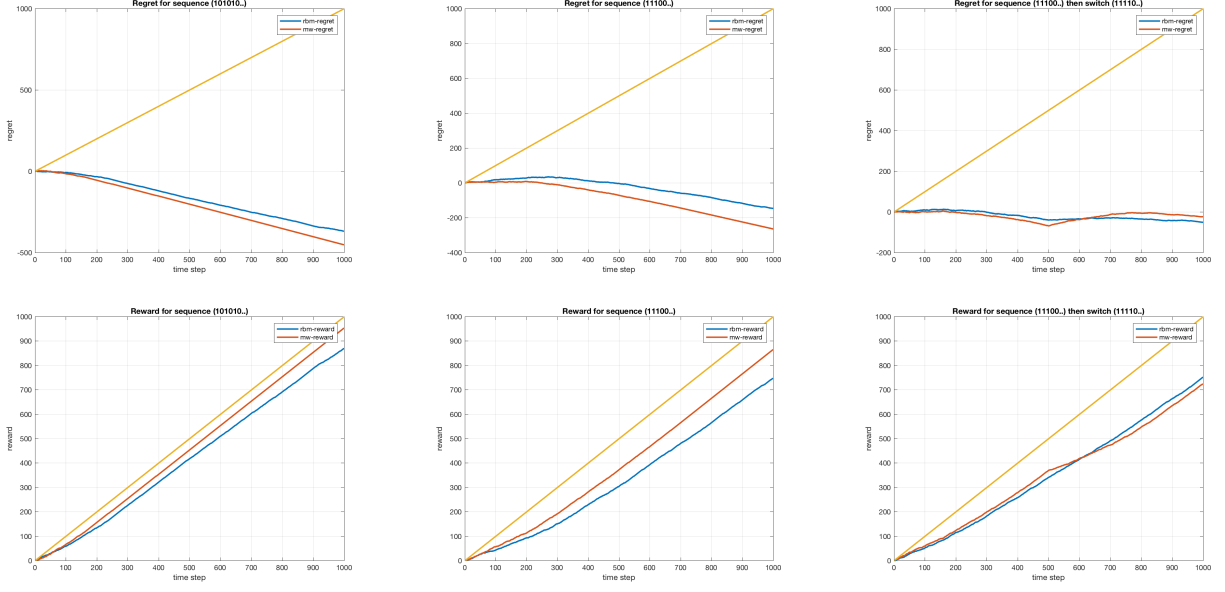 Regret for sequence (101010..)
rbm-regret
mw-regret
1000
500
0
-500
regret
0 100 200 300 400 500 600 700 800 900 1000
time step
Regret for sequence (11100..)
rbm-regret
mw-regret
1000
800
600
400
200
0
-200
-400
regret
0 100 200 300 400 500 600 700 800 900 1000
time step
Regret for sequence (11100..) then switch (11110..)
rbm-regret
mw-regret
1000
800
600
400
200
0
-200
regret
0 100 200 300 400 500 600 700 800 900 1000
time step
Reward for sequence (101010..)
rbm-reward
mw-reward
1000
900
800
700
600
500
400
300
200
100
0
reward
0 100 200 300 400 500 600 700 800 900 1000
time step
Reward for sequence (11100..)
rbm-reward
mw-reward
1000
900
800
700
600
500
400
300
200
100
0
reward
0 100 200 300 400 500 600 700 800 900 1000
time step
Reward for sequence (11100..) then switch (11110..)
rbm-reward
mw-reward
1000
900
800
700
600
500
400
300
200
100
0
reward
0 100 200 300 400 500 600 700 800 900 1000
time step